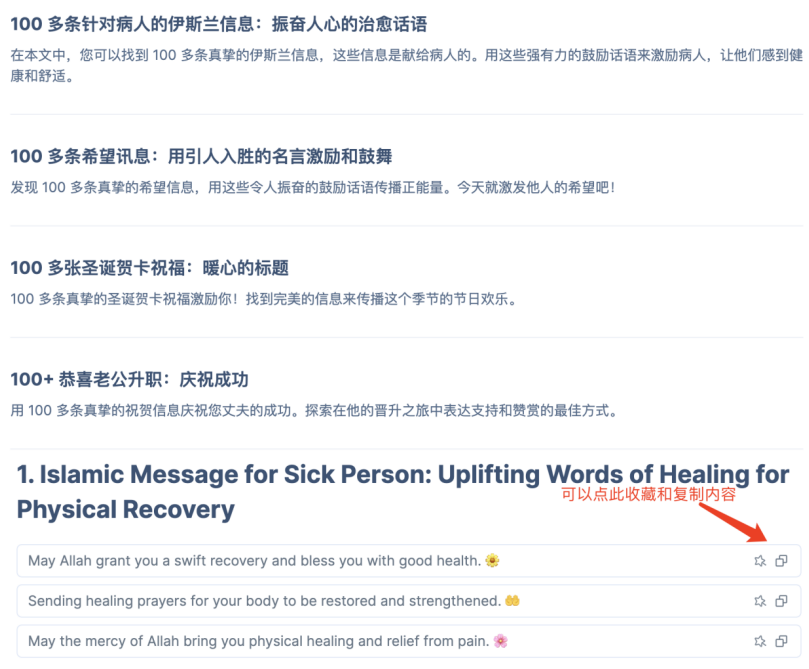 100 多条针对病人的伊斯兰信息：振奋人心的治愈话语
在本文中，您可以找到 100 多条真挚的伊斯兰信息，这些信息是献给病人的。用这些强有力的鼓励话语来激励病人，让他们感到健
康和舒适。
100 多条希望讯息：用引人入胜的名言激励和鼓舞
发现 100 多条真挚的希望信息，用这些令人振奋的鼓励话语传播正能量。今天就激发他人的希望吧！
100 多张圣诞贺卡祝福：暖心的标题
100 多条真挚的圣诞贺卡祝福激励你！找到完美的信息来传播这个季节的节日欢乐。
100+ 恭喜老公升职：庆祝成功
用 100 多条真挚的祝贺信息庆祝您丈夫的成功。探索在他的晋升之旅中表达支持和赞赏的最佳方式。
1. Islamic Message for Sick Person: Uplifting Words of Healing for
Physical Recovery
可以点此收藏和复制内容
May Allah grant you a swift recovery and bless you with good health. 🌼
Sending healing prayers for your body to be restored and strengthened. 🤲
May the mercy of Allah bring you physical healing and relief from pain. 🌸